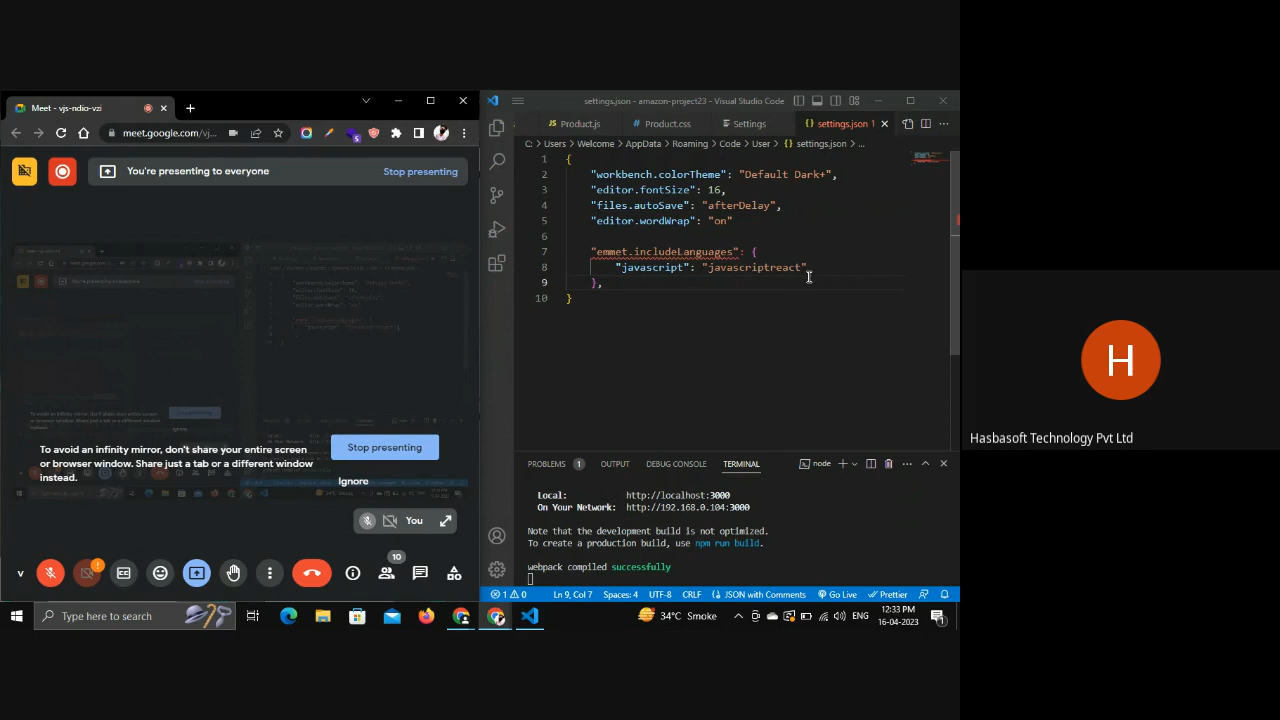 Meet - vjs-ndio-vzi
meet.google.com/vj...
You're presenting to everyone
Stop presenting
To avoid an infinity mirror, don't share your entire screen
or browser window. Share just a tab or a different window
instead.
Stop presenting
Ignore
You
10
settings.json - amazon-project23 - Visual Studio Code
Product.js
Product.css
Settings
settings.json 1
C: > Users > Welcome > AppData > Roaming > Code > User > {} settings.json > ...
1 {
2 "workbench.colorTheme": "Default Dark+",
3 "editor.fontSize": 16,
4 "files.autoSave": "afterDelay",
5 "editor.wordWrap": "on"
6
7 "emmet.includeLanguages": {
8 "javascript": "javascriptreact"
9 },
10 }
PROBLEMS 1 OUTPUT DEBUG CONSOLE TERMINAL
node
Local: http://localhost:3000
On Your Network: http://192.168.0.104:3000
Note that the development build is not optimized.
To create a production build, use npm run build.
webpack compiled successfully
1 0 Ln 9, Col 7 Spaces: 4 UTF-8 CRLF {} JSON with Comments Go Live Prettier
Type here to search
34°C Smoke
ENG
12:33 PM
16-04-2023
1
H
Hasbasoft Technology Pvt Ltd